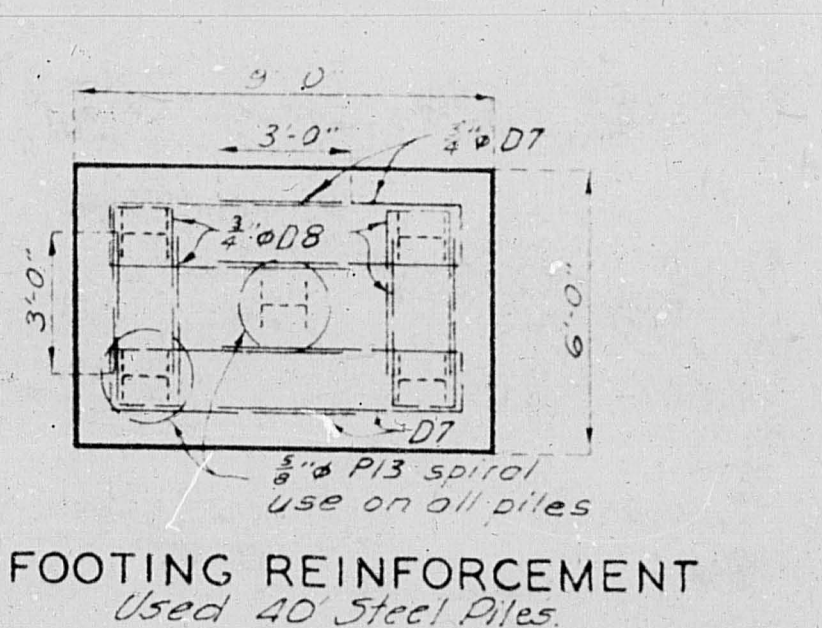 9'-0"
3'-0"
3/4"ϕ D7
3/4"ϕ D8
3'-0"
6'-0"
D7
5/8"ϕ P13 spiral
use on all piles
FOOTING REINFORCEMENT
Used 40' Steel Piles.